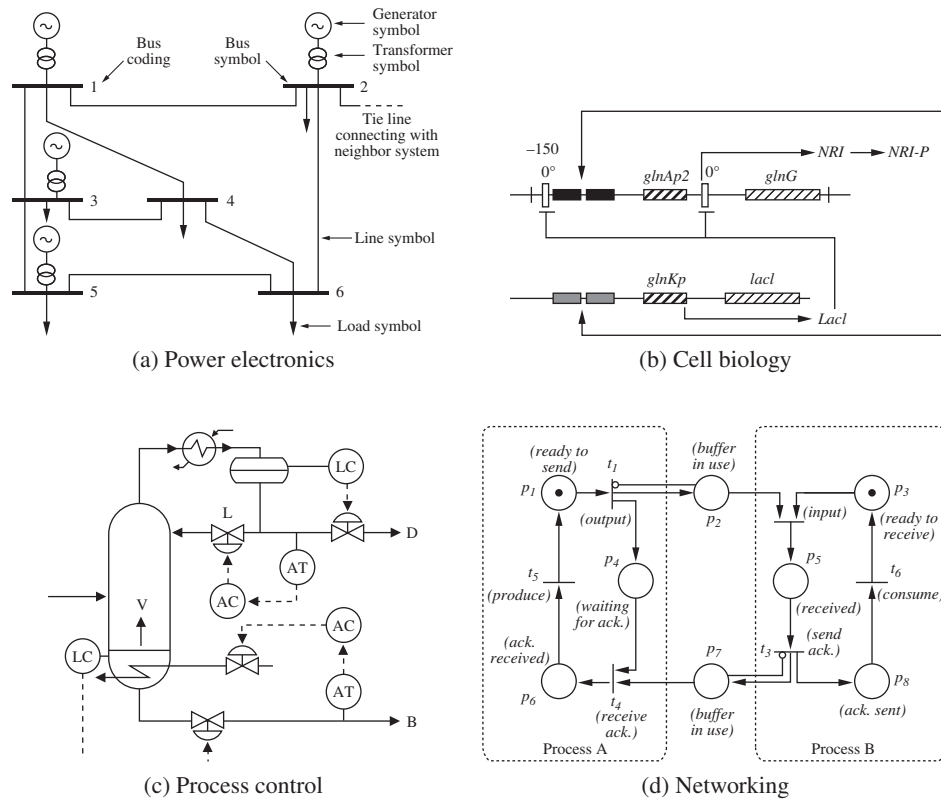 Generator
symbol
Transformer
symbol
Bus
coding
Bus
symbol
1
2
Tie line
connecting with
neighbor system
3
4
Line symbol
5
6
Load symbol
(a) Power electronics
–150
0°
0°
NRI
NRI-P
glnAp2
glnG
glnKp
lacl
Lacl
(b) Cell biology
LC
L
D
AT
AC
V
AC
LC
AT
B
(c) Process control
(ready to
send)
t1
(buffer
in use)
p1
p2
p3
(output)
(input)
(ready to
receive)
p4
p5
t5
(produce)
t6
(consume)
(waiting
for ack.)
(received)
(ack.
received)
(send
ack.)
t3
p7
p6
p8
t4
(receive
ack.)
(buffer
in use)
(ack. sent)
Process A
Process B
(d) Networking